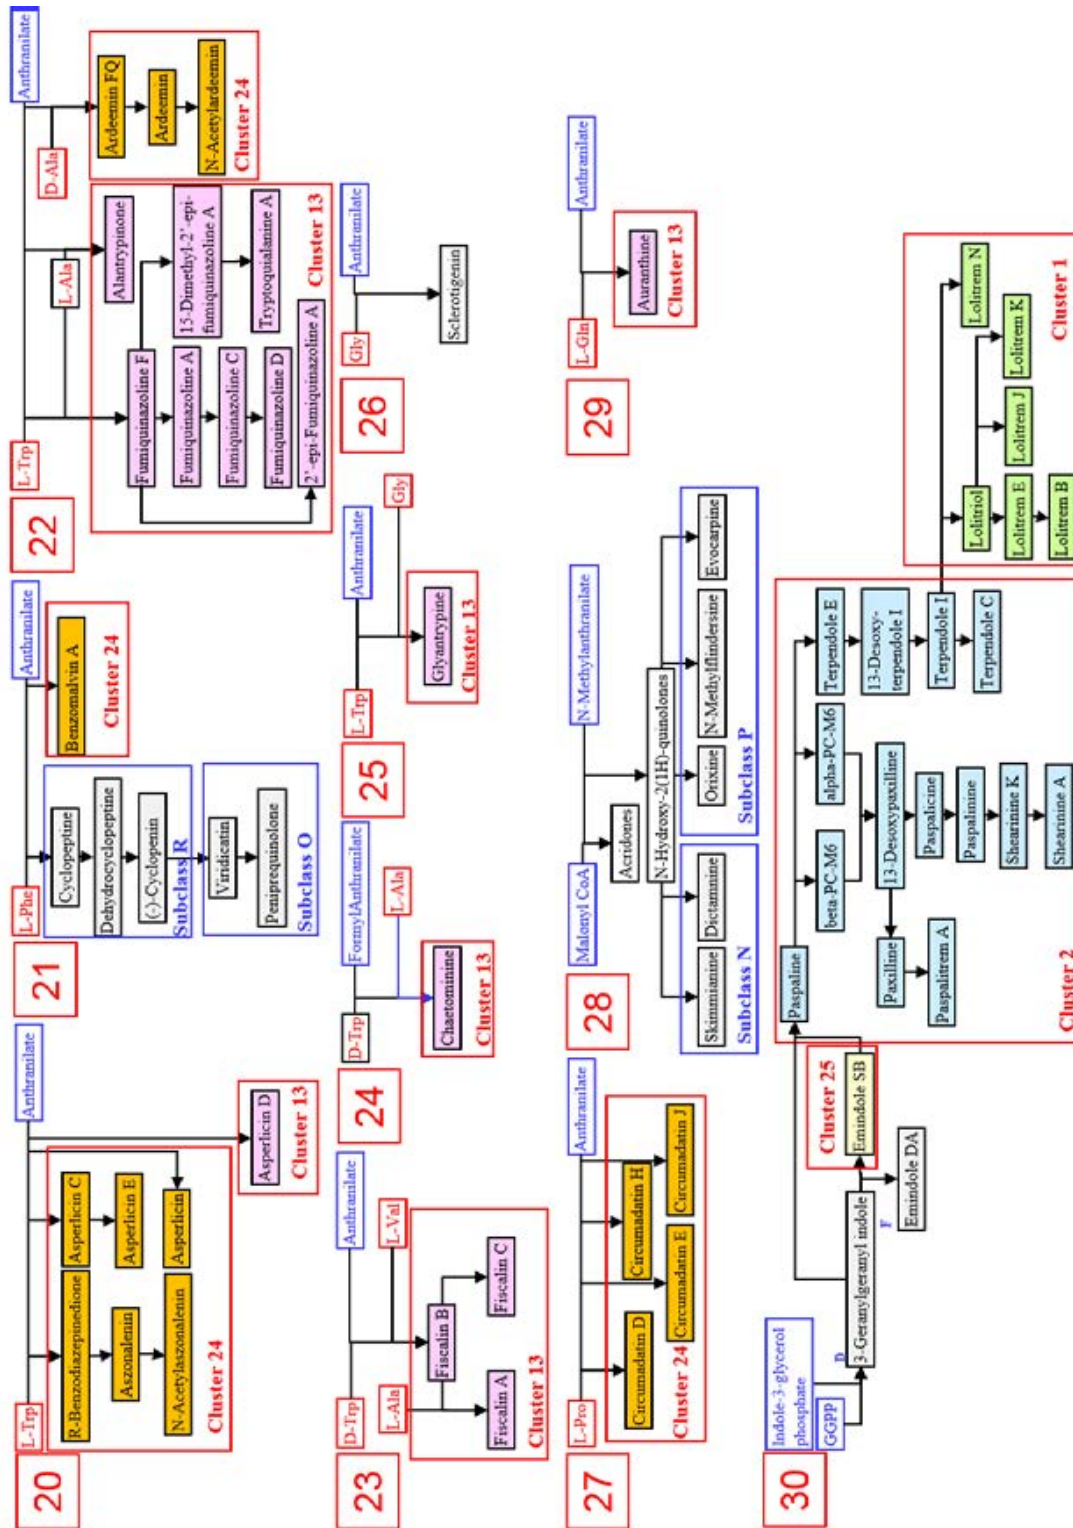 20
L-Trp
Anthranilate
R-Benzodiazepinedione
Asperlicin C
Aszonalenin
Asperlicin E
N-Acetylaszonalenin
Asperlicin
Cluster 24
Asperlicin D
Cluster 13
21
L-Phe
Anthranilate
Cyclopeptine
Dehydrocyclopeptine
(-)-Cyclopenin
Subclass R
Viridicatin
Peniprequinolone
Subclass O
Benzomalvin A
Cluster 24
22
L-Trp
Anthranilate
L-Ala
D-Ala
Fumiquinazoline F
Fumiquinazoline A
Fumiquinazoline C
Fumiquinazoline D
2'-epi-Fumiquinazoline A
Alantrypinone
15-Dimethyl-2'-epi-
fumiquinazoline A
Tryptoquialanine A
Cluster 13
Ardeemin FQ
Ardeemin
N-Acetylardeemin
Cluster 24
23
D-Trp
Anthranilate
L-Ala
L-Val
Fiscalin B
Fiscalin A
Fiscalin C
Cluster 13
24
D-Trp
FormylAnthranilate
L-Ala
Chaetominine
Cluster 13
25
L-Trp
Anthranilate
Gly
Glyantrypine
Cluster 13
26
Gly
Anthranilate
Sclerotigenin
27
L-Pro
Anthranilate
Circumdatin D
Circumdatin H
Circumdatin E
Circumdatin J
Cluster 24
28
Malonyl CoA
N-Methylanthranilate
Acridones
N-Hydroxy-2(1H)-quinolones
Skimmianine
Dictamnine
Subclass N
Orixine
N-Methylflindersine
Evocarpine
Subclass P
29
L-Gln
Anthranilate
Auranthine
Cluster 13
30
Indole-3-glycerol
phosphate
GGPP
D
3-Geranylgeranyl indole
F
Emindole SB
Cluster 25
Emindole DA
Paspaline
beta-PC-M6
alpha-PC-M6
Terpendole E
13-Desoxypaxilline
13-Desoxy-
terpendole I
Paxilline
Paspalicine
Terpendole I
Paspalitrem A
Paspalinine
Terpendole C
Shearinine K
Shearinine A
Cluster 2
Lolitriol
Lolitrem N
Lolitrem E
Lolitrem J
Lolitrem K
Lolitrem B
Cluster 1